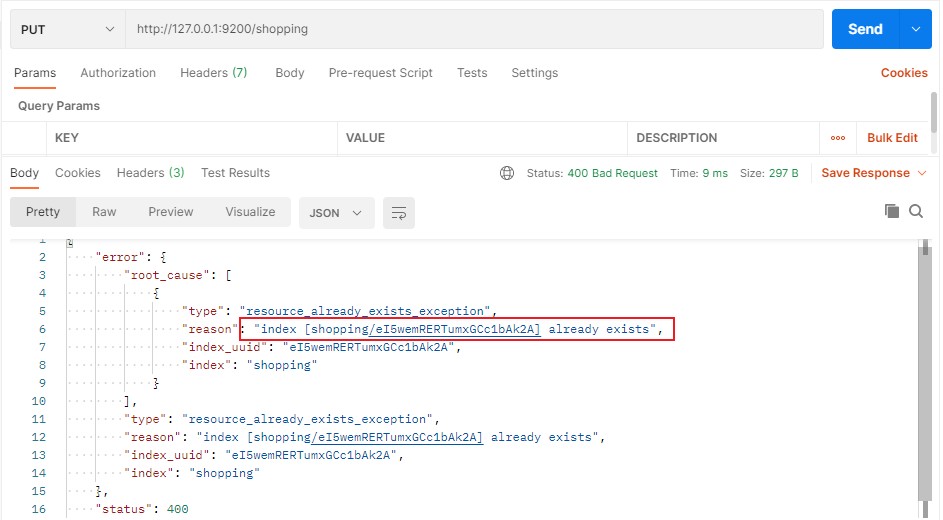 PUT http://127.0.0.1:9200/shopping Send
Params Authorization Headers (7) Body Pre-request Script Tests Settings Cookies
Query Params
KEY VALUE DESCRIPTION ooo Bulk Edit
Body Cookies Headers (3) Test Results Status: 400 Bad Request Time: 9 ms Size: 297 B Save Response
Pretty Raw Preview Visualize JSON
1 {
2 "error": {
3 "root_cause": [
4 {
5 "type": "resource_already_exists_exception",
6 "reason": "index [shopping/eI5wemRERTumxGCc1bAk2A] already exists",
7 "index_uuid": "eI5wemRERTumxGCc1bAk2A",
8 "index": "shopping"
9 }
10 ],
11 "type": "resource_already_exists_exception",
12 "reason": "index [shopping/eI5wemRERTumxGCc1bAk2A] already exists",
13 "index_uuid": "eI5wemRERTumxGCc1bAk2A",
14 "index": "shopping"
15 },
16 "status": 400